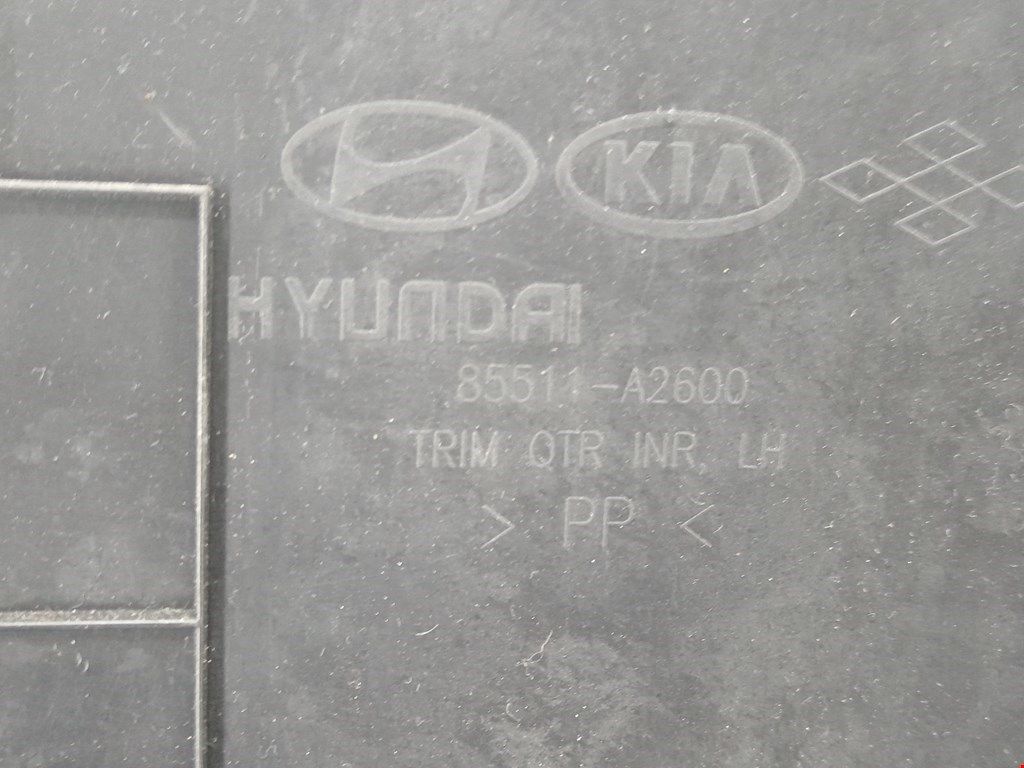 KIA
HYUNDAI
85511-A2600
TRIM QTR INR, LH
> PP <